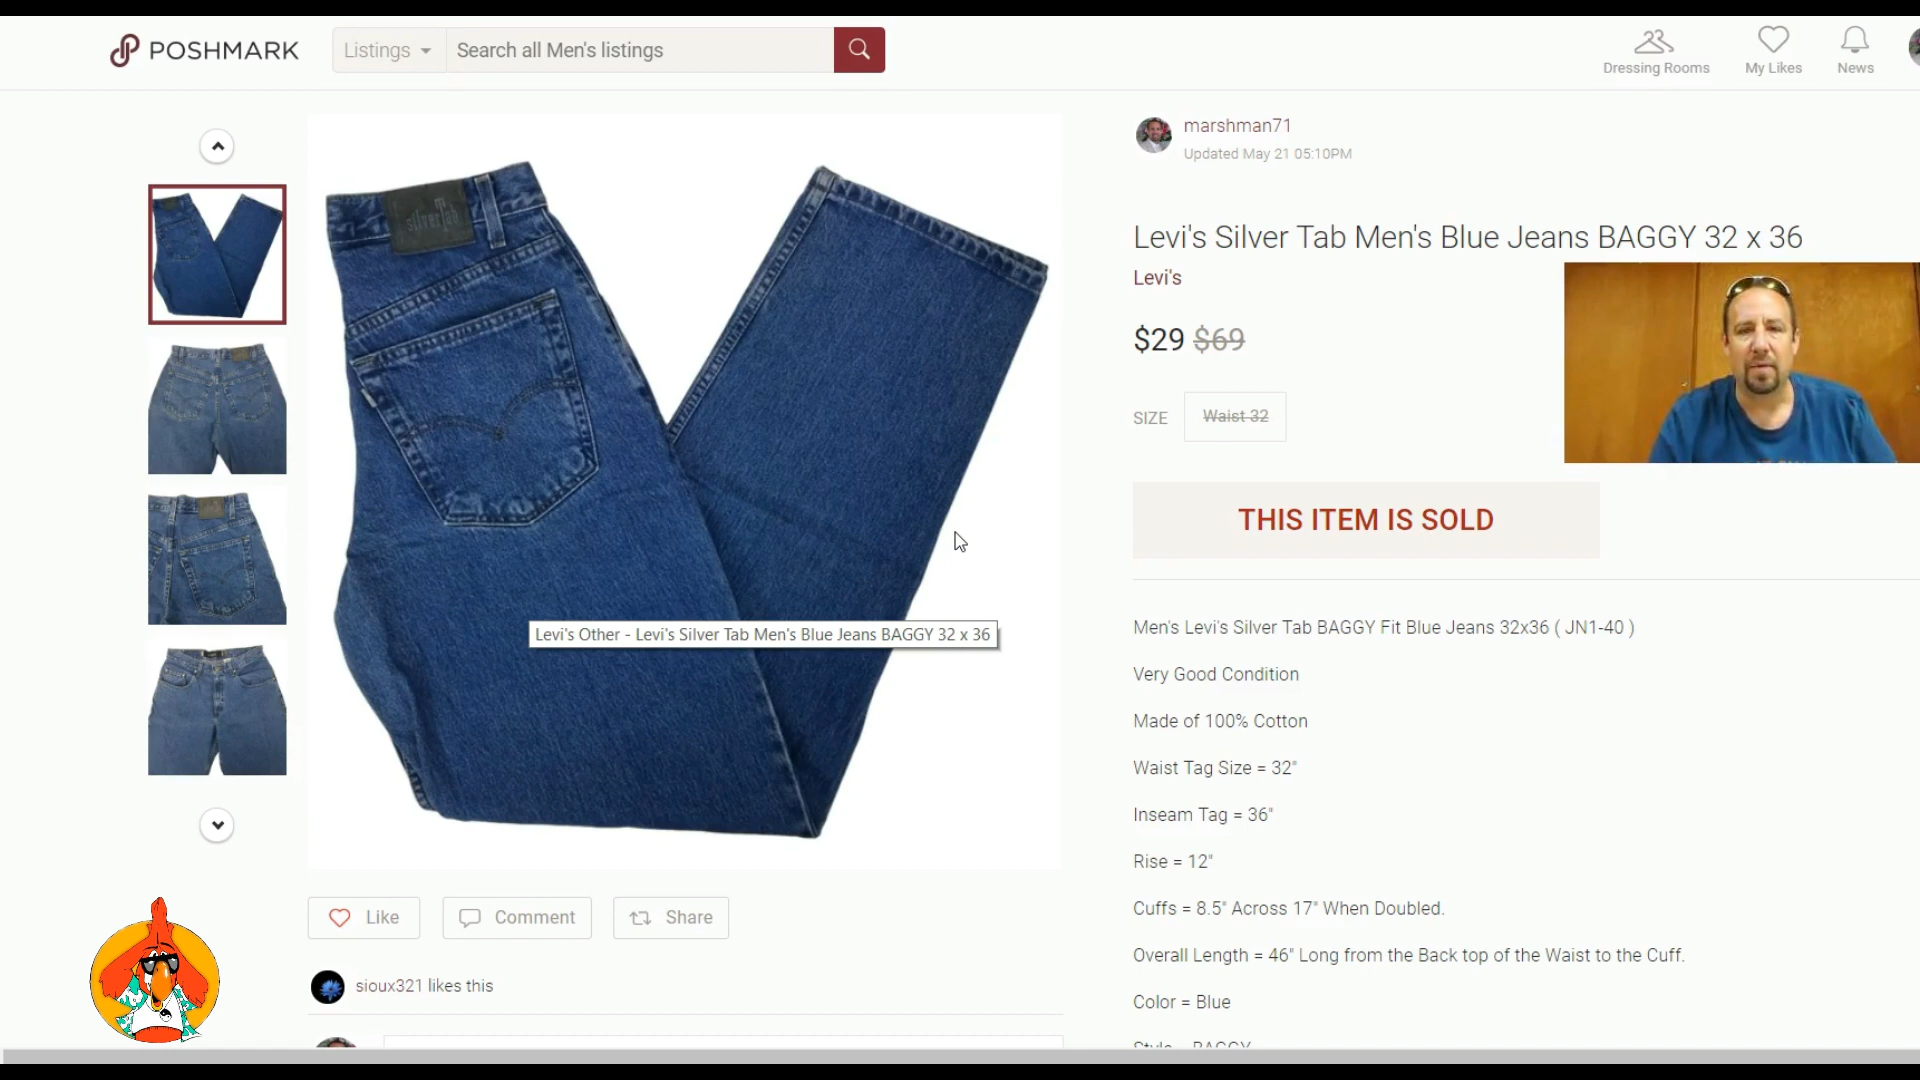 POSHMARK
Listings
Search all Men's listings
Dressing Rooms
My Likes
News
marshman71
Updated May 21 05:10PM
Levi's Silver Tab Men's Blue Jeans BAGGY 32 x 36
Levi's
$29 $69
SIZE Waist 32
THIS ITEM IS SOLD
silverTab
Levi's Other - Levi's Silver Tab Men's Blue Jeans BAGGY 32 x 36
Men's Levi's Silver Tab BAGGY Fit Blue Jeans 32x36 ( JN1-40 )
Very Good Condition
Made of 100% Cotton
Waist Tag Size = 32"
Inseam Tag = 36"
Rise = 12"
Cuffs = 8.5" Across 17" When Doubled.
Overall Length = 46" Long from the Back top of the Waist to the Cuff.
Color = Blue
Style = BAGGY
Like
Comment
Share
sioux321 likes this